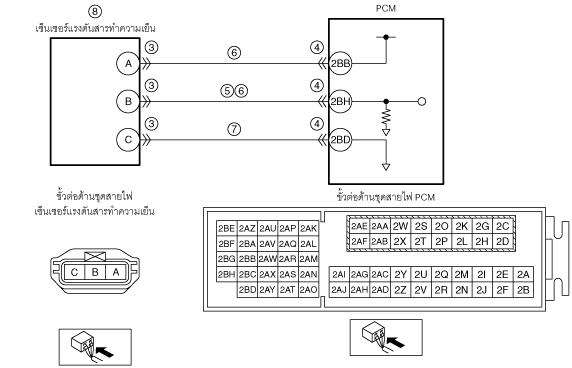 ⑧ PCM
เซ็นเซอร์แรงดันสารทำความเย็น
A ③ ⑥ ④ 2BB
B ③ ⑤⑥ ④ 2BH
C ③ ⑦ ④ 2BD
ขั้วต่อด้านชุดสายไฟ
เซ็นเซอร์แรงดันสารทำความเย็น
C B A
ขั้วต่อด้านชุดสายไฟ PCM
2BE 2AZ 2AU 2AP 2AK 2AE 2AA 2W 2S 2O 2K 2G 2C
2BF 2BA 2AV 2AQ 2AL 2AF 2AB 2X 2T 2P 2L 2H 2D
2BG 2BB 2AW 2AR 2AM
2BH 2BC 2AX 2AS 2AN 2AI 2AG 2AC 2Y 2U 2Q 2M 2I 2E 2A
2BD 2AY 2AT 2AO 2AJ 2AH 2AD 2Z 2V 2R 2N 2J 2F 2B